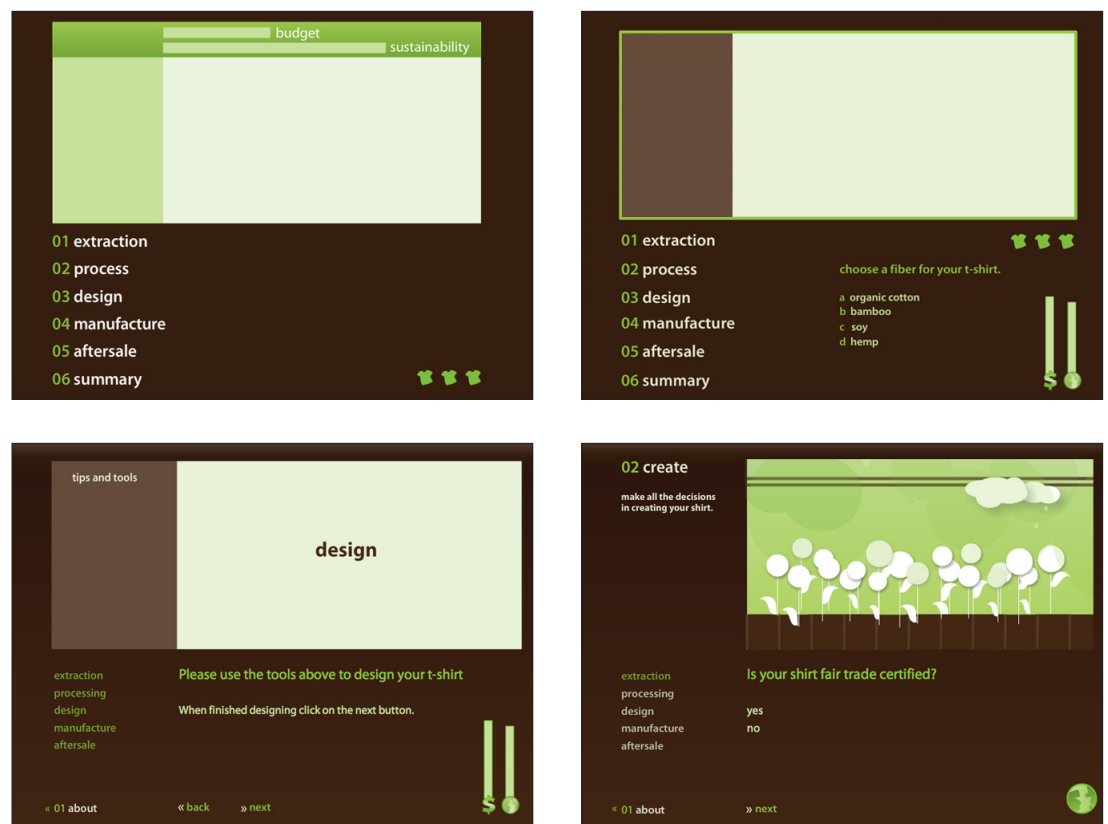 budget
sustainability
01 extraction
02 process
03 design
04 manufacture
05 aftersale
06 summary
01 extraction
02 process
03 design
04 manufacture
05 aftersale
06 summary
choose a fiber for your t-shirt.
a organic cotton
b bamboo
c soy
d hemp
$
tips and tools
design
extraction
processing
design
manufacture
aftersale
Please use the tools above to design your t-shirt
When finished designing click on the next button.
« 01 about
« back
» next
$
02 create
make all the decisions
in creating your shirt.
extraction
processing
design
manufacture
aftersale
Is your shirt fair trade certified?
yes
no
« 01 about
» next